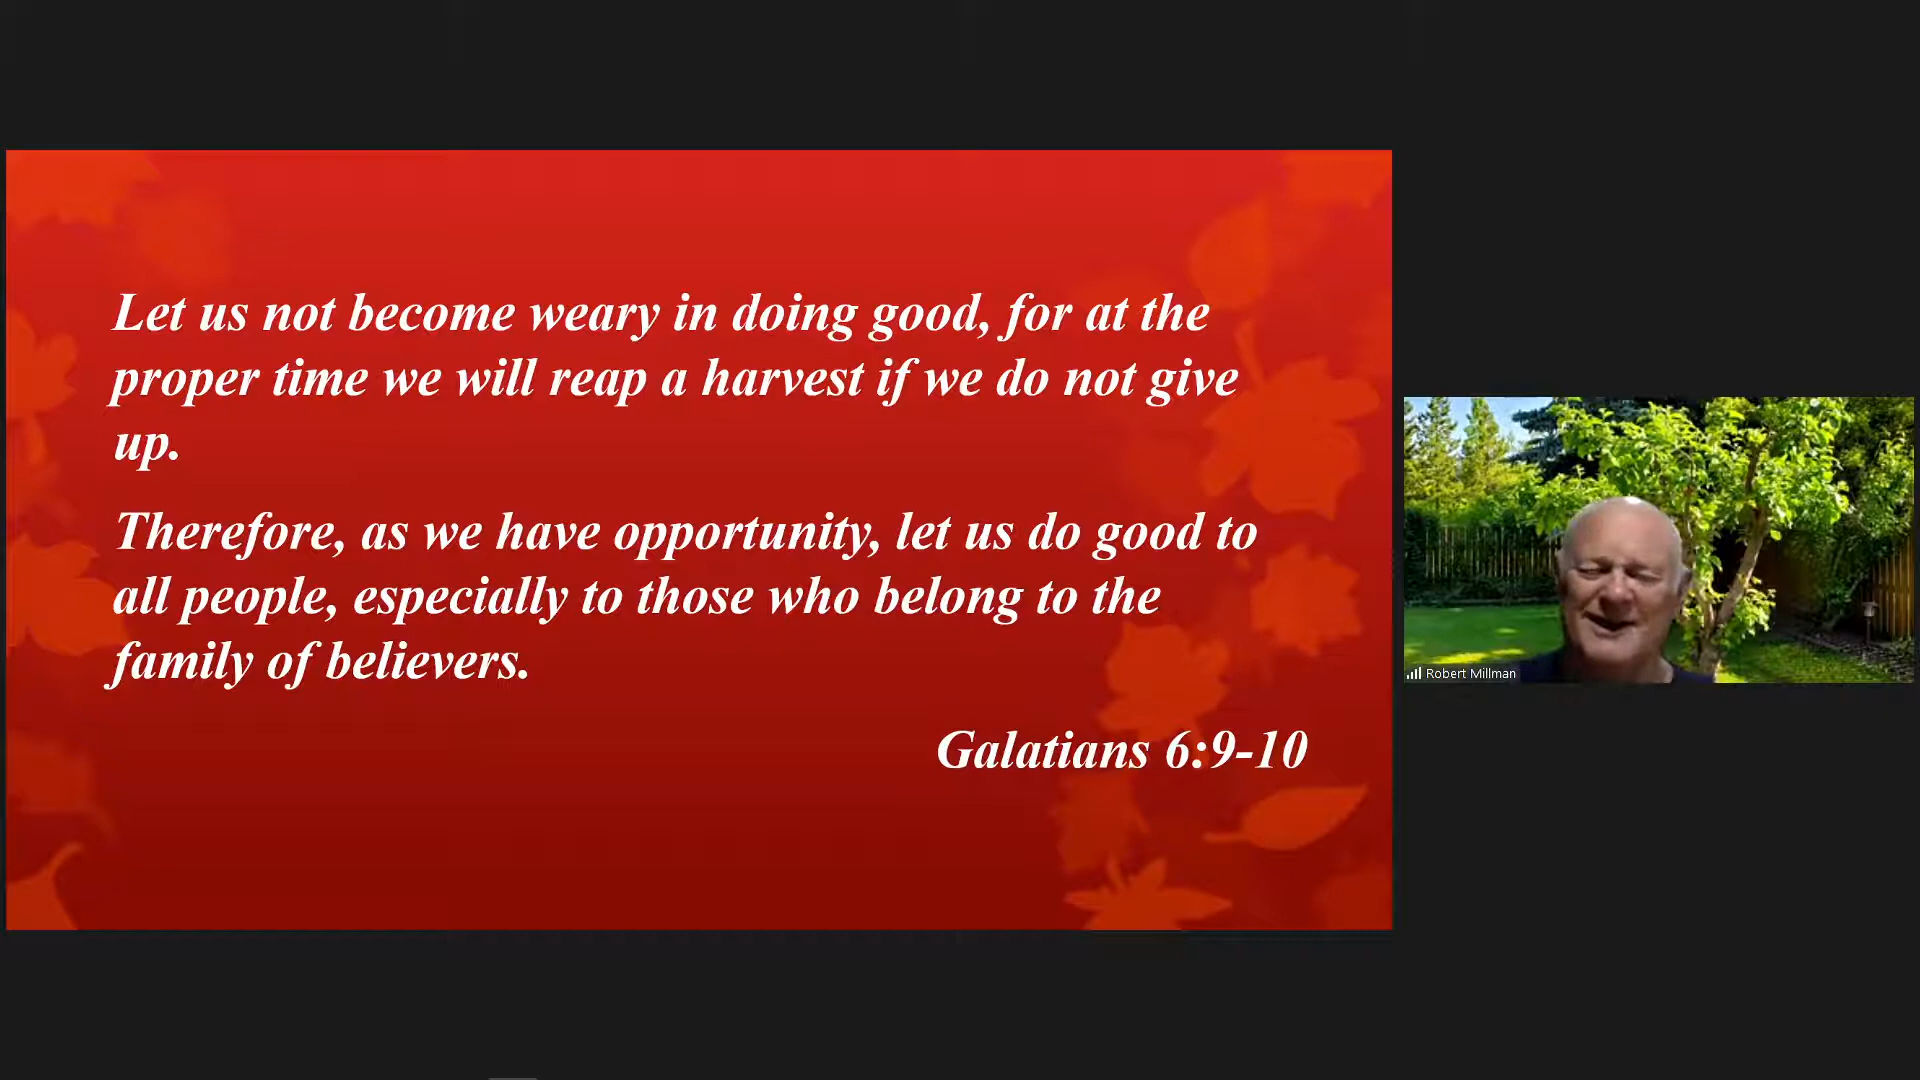 Let us not become weary in doing good, for at the
proper time we will reap a harvest if we do not give
up.
Therefore, as we have opportunity, let us do good to
all people, especially to those who belong to the
family of believers.
Galatians 6:9-10
Robert Millman